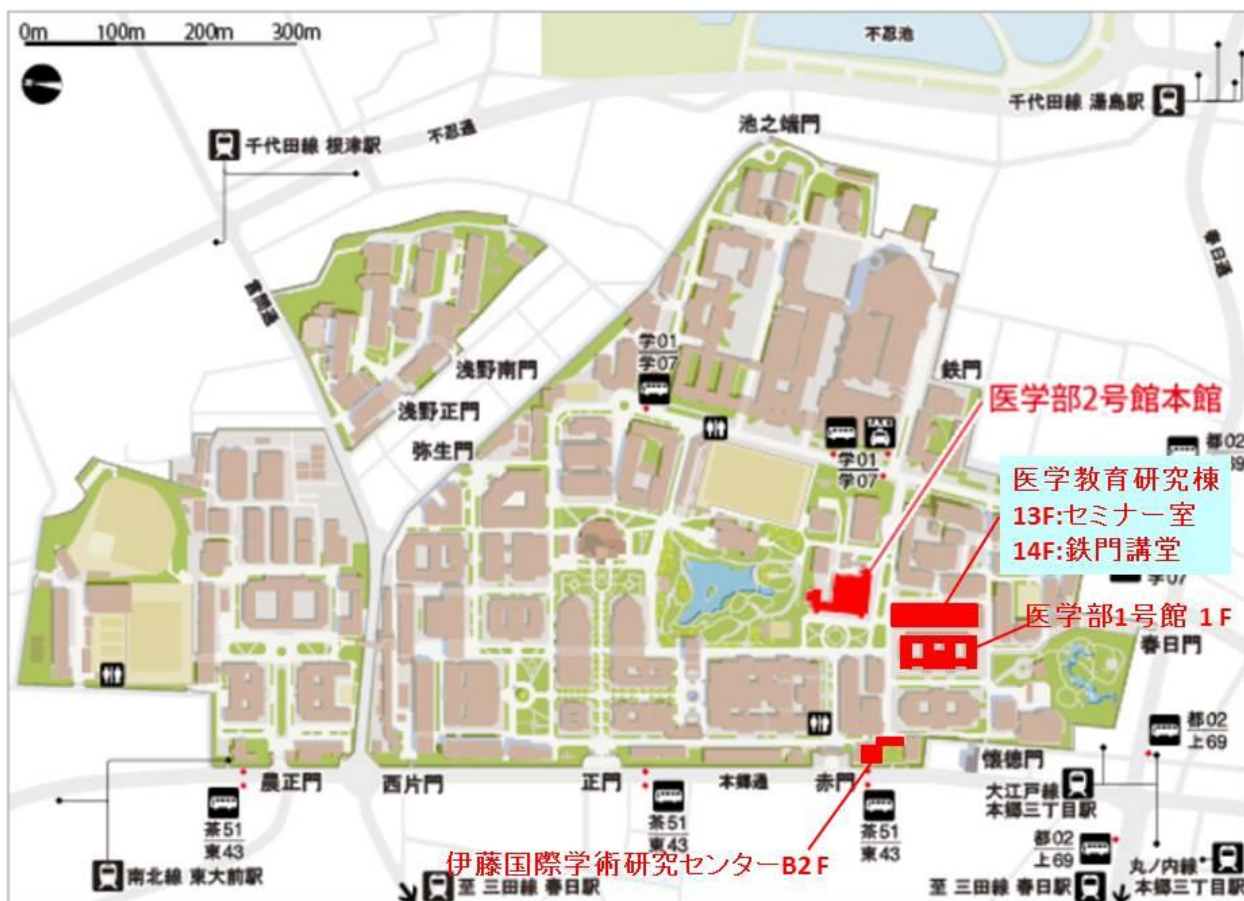 0m 100m 200m 300m
不忍池
千代田線 湯島駅
千代田線 根津駅
不忍通
池之端門
春日通
言問通
学01
学07
浅野南門
鉄門
医学部2号館本館
浅野正門
弥生門
TAXI
学01
学07
都02
69
医学教育研究棟
13F:セミナー室
14F:鉄門講堂
学07
医学部1号館 1F
春日門
都02
上69
農正門
西片門
正門
本郷通
赤門
懐徳門
大江戸線
本郷三丁目駅
茶51
東43
茶51
東43
茶51
東43
都02
上69
伊藤国際学術研究センターB2F
南北線 東大前駅
至 三田線 春日駅
丸ノ内線
本郷三丁目駅
至 三田線 春日駅